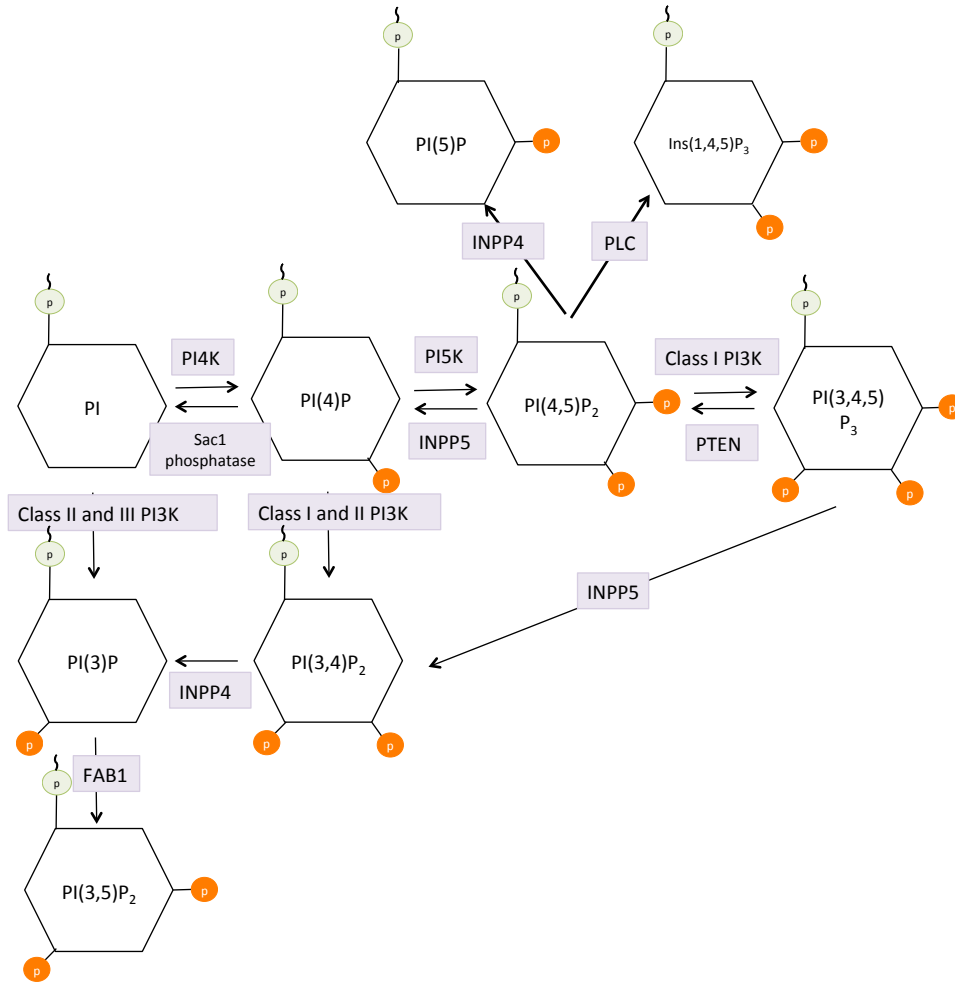 p
p
PI(5)P
p
Ins(1,4,5)P₃
p
p
INPP4
PLC
p
p
p
p
PI
PI4K
Sac1
phosphatase
PI(4)P
p
PI5K
INPP5
PI(4,5)P₂
p
p
Class I PI3K
PTEN
PI(3,4,5)
P₃
p
p
p
Class II and III PI3K
Class I and II PI3K
p
p
INPP5
PI(3)P
INPP4
PI(3,4)P₂
p
p
p
FAB1
p
PI(3,5)P₂
p
p